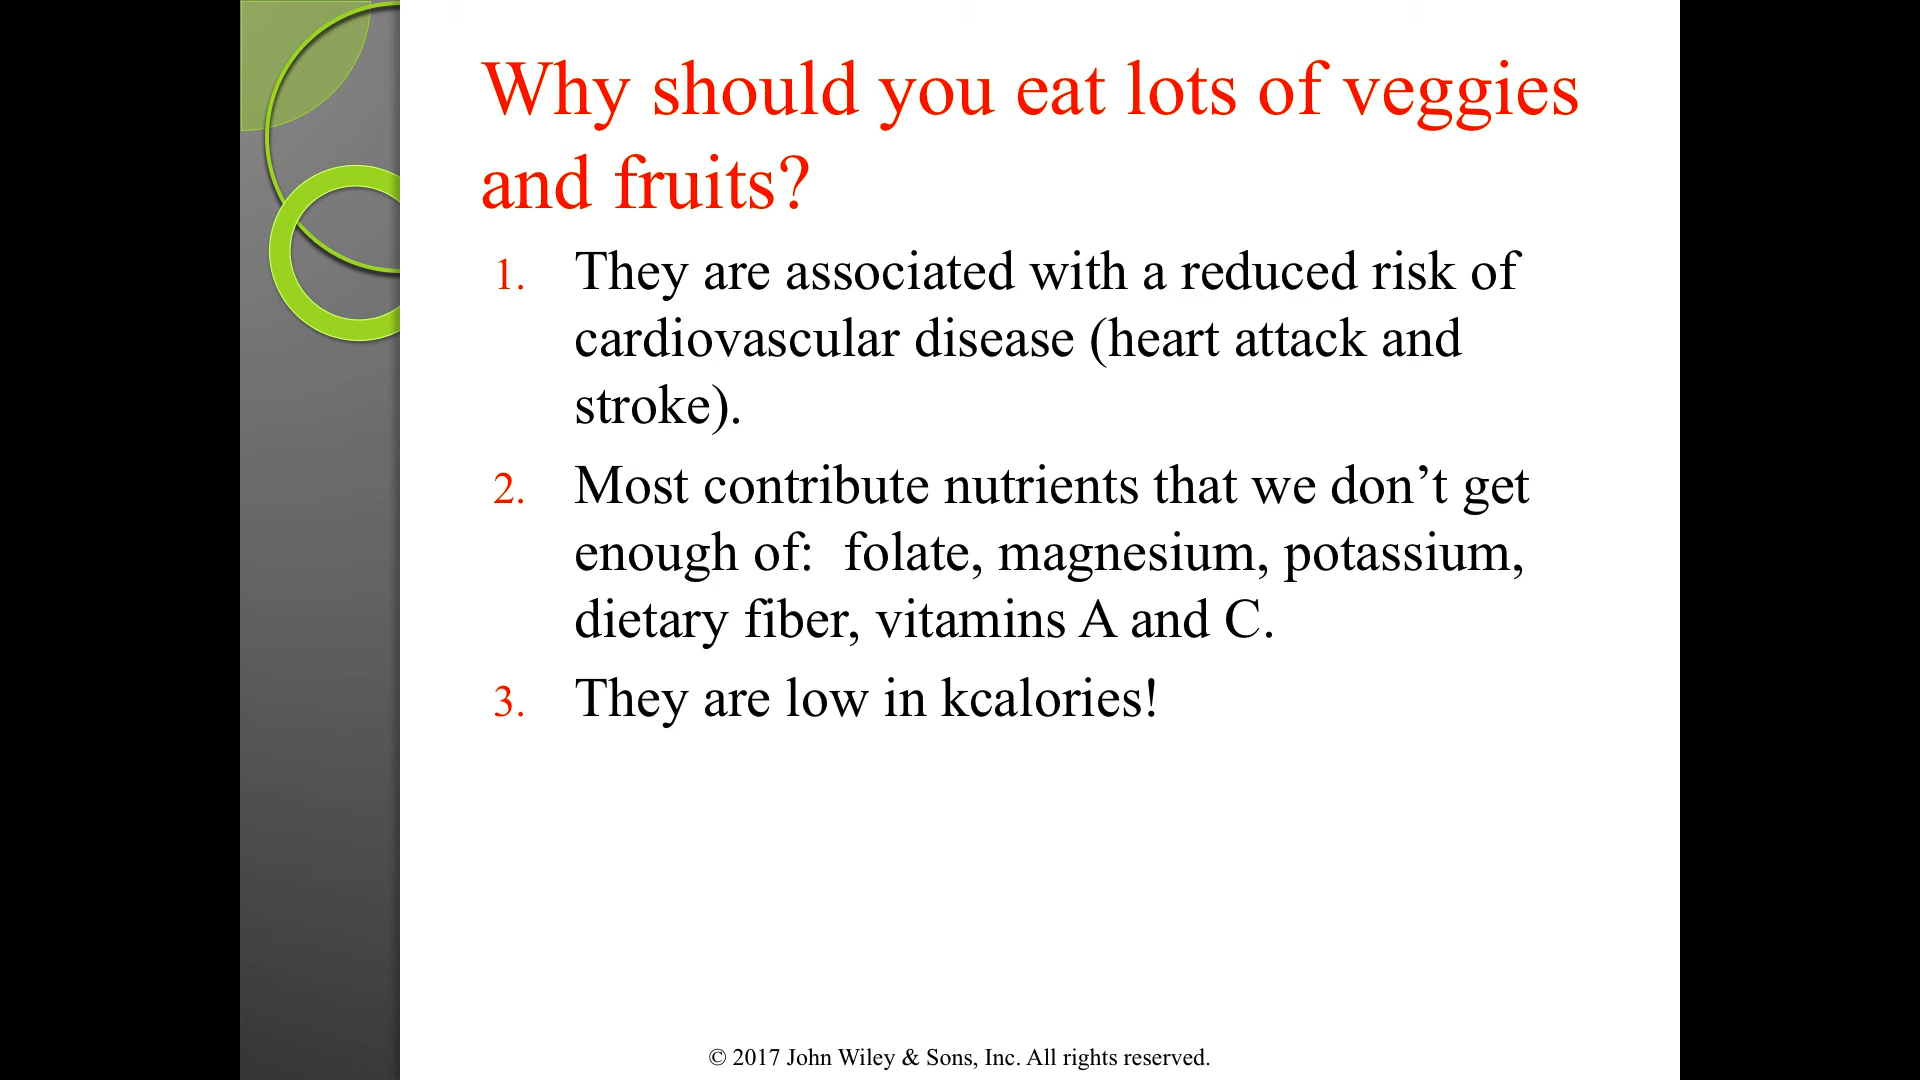 Why should you eat lots of veggies
and fruits?
1. They are associated with a reduced risk of
cardiovascular disease (heart attack and
stroke).
2. Most contribute nutrients that we don’t get
enough of:  folate, magnesium, potassium,
dietary fiber, vitamins A and C.
3. They are low in kcalories!
© 2017 John Wiley & Sons, Inc. All rights reserved.